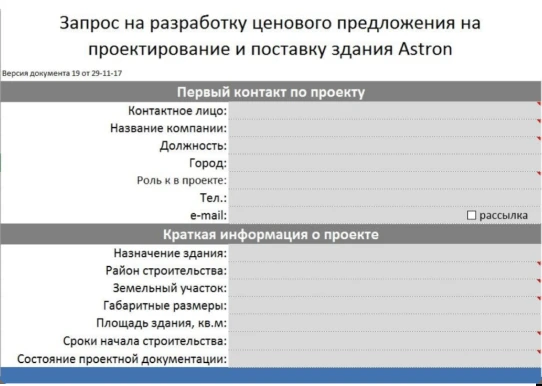 Запрос на разработку ценового предложения на
проектирование и поставку здания Astron
Версия документа 19 от 29-11-17
Первый контакт по проекту
Контактное лицо:
Название компании:
Должность:
Город:
Роль к в проекте:
Тел.:
e-mail:
рассылка
Краткая информация о проекте
Назначение здания:
Район строительства:
Земельный участок:
Габаритные размеры:
Площадь здания, кв.м:
Сроки начала строительства:
Состояние проектной документации: